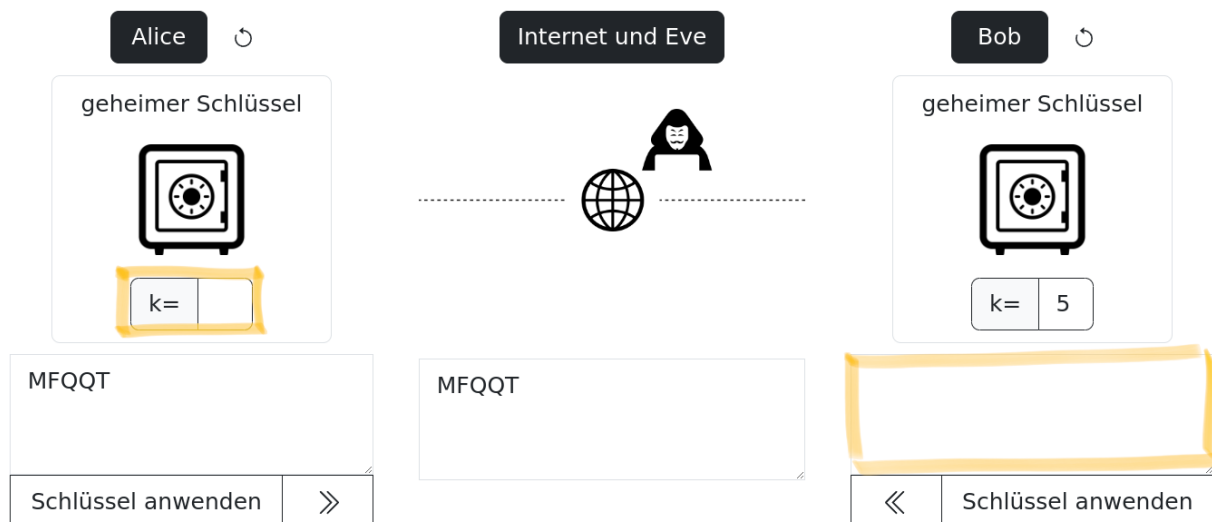 Alice
Internet und Eve
Bob
geheimer Schlüssel
geheimer Schlüssel
k=
k= 5
MFQQT
MFQQT
Schlüssel anwenden
Schlüssel anwenden